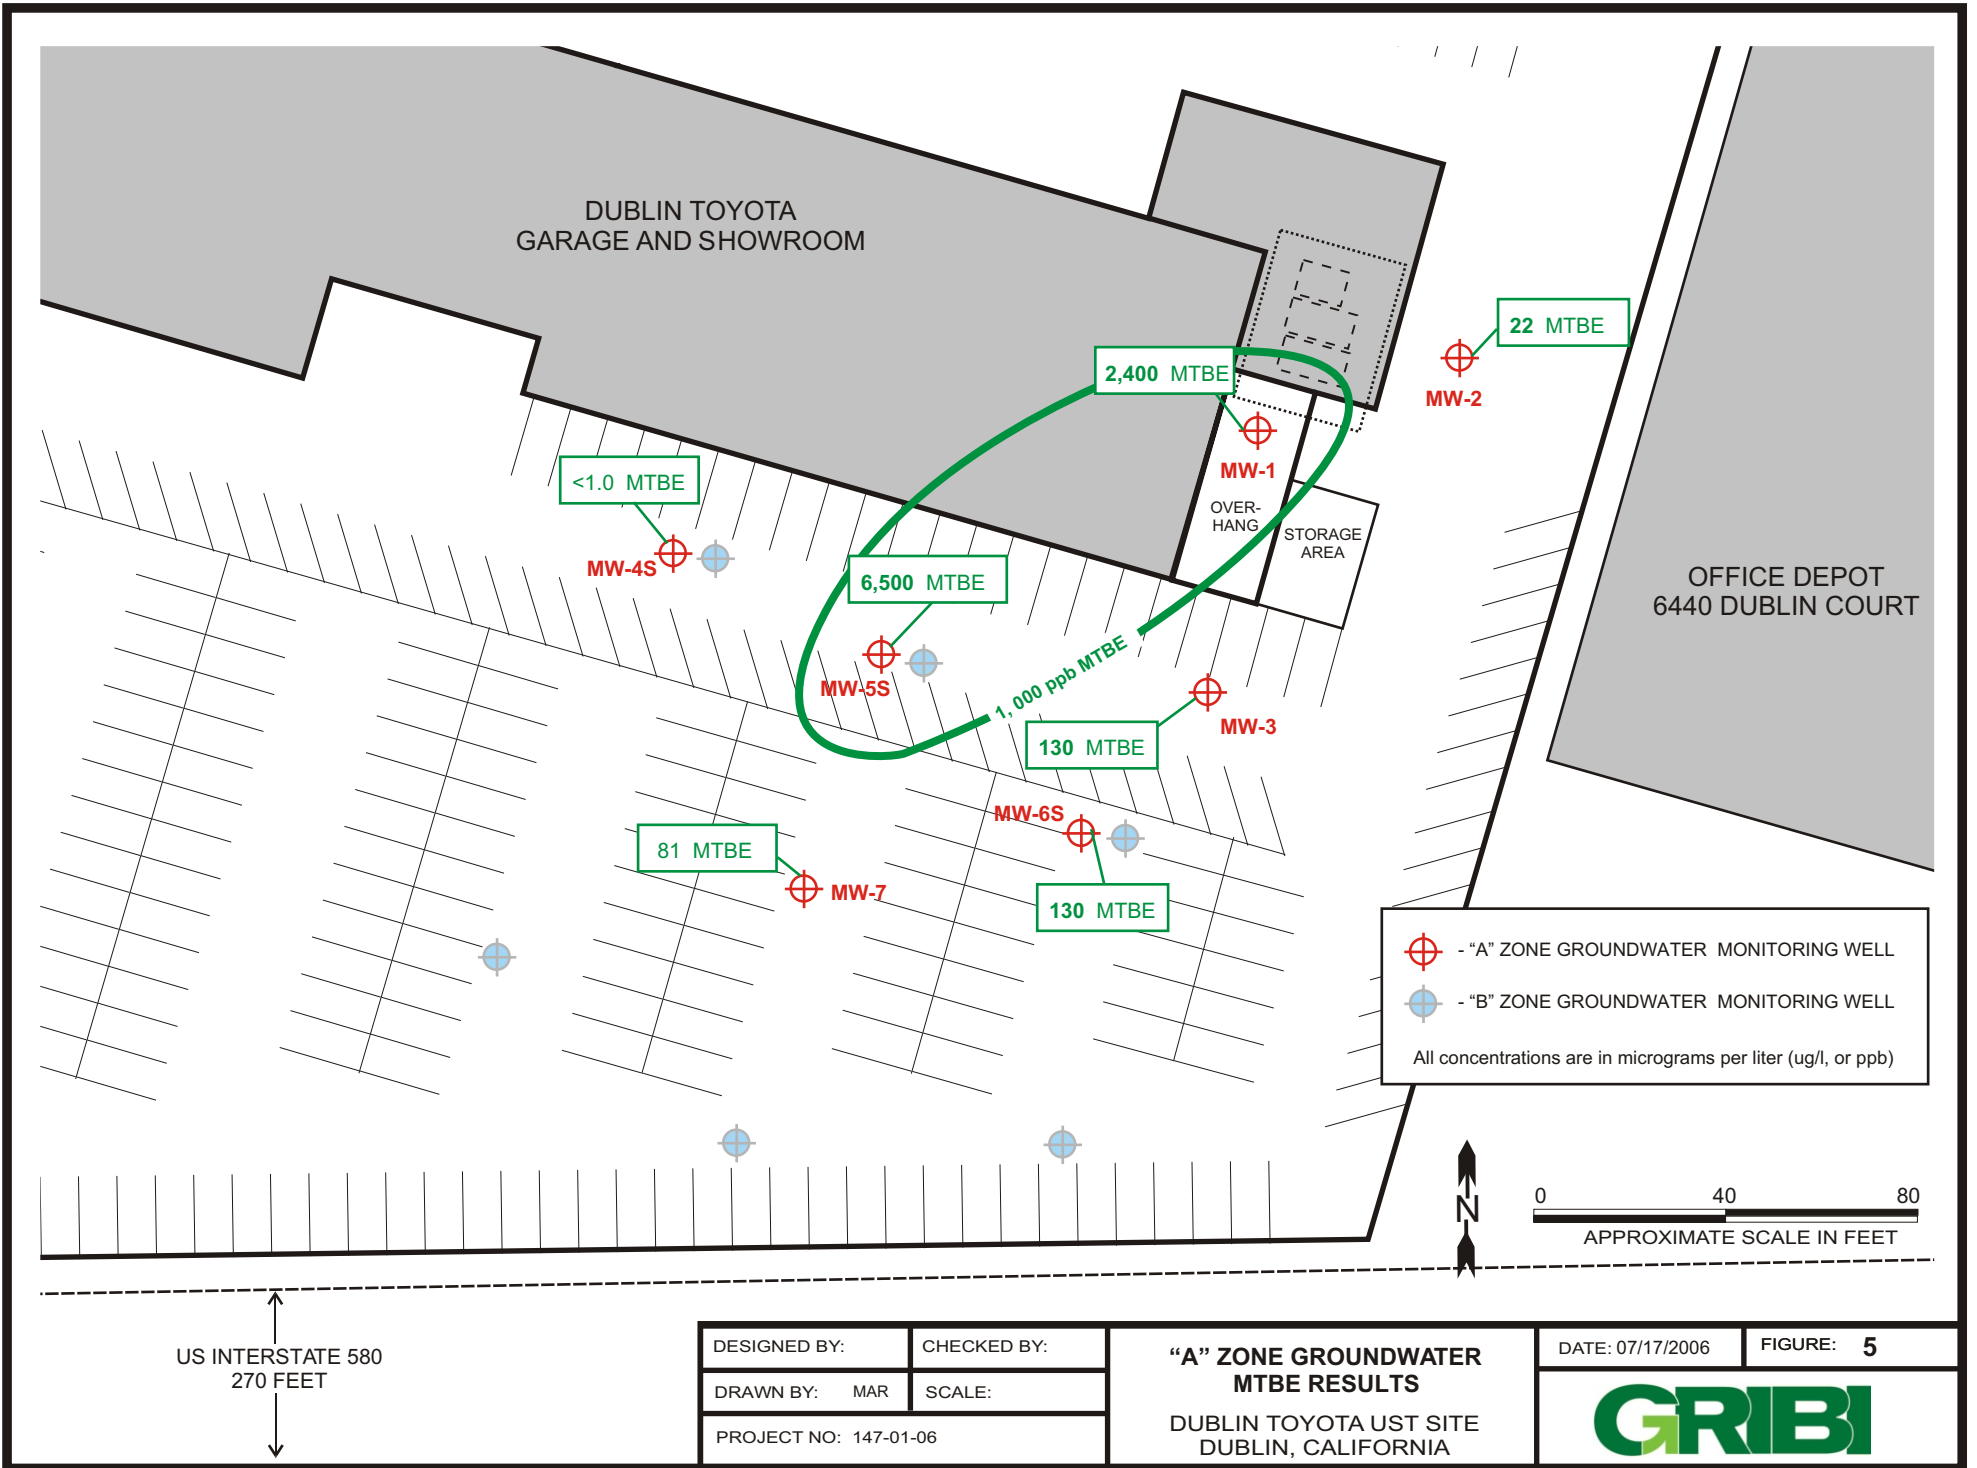 DUBLIN TOYOTA
GARAGE AND SHOWROOM
22 MTBE
MW-2
2,400 MTBE
MW-1
OVER-
HANG
STORAGE
AREA
<1.0 MTBE
MW-4S
6,500 MTBE
MW-5S
1, 000 ppb MTBE
MW-3
130 MTBE
OFFICE DEPOT
6440 DUBLIN COURT
MW-6S
130 MTBE
81 MTBE
MW-7
- “A” ZONE GROUNDWATER MONITORING WELL
- “B” ZONE GROUNDWATER MONITORING WELL
All concentrations are in micrograms per liter (ug/l, or ppb)
N
0 40 80
APPROXIMATE SCALE IN FEET
US INTERSTATE 580
270 FEET
DESIGNED BY:
CHECKED BY:
DRAWN BY: MAR
SCALE:
PROJECT NO: 147-01-06
“A” ZONE GROUNDWATER
MTBE RESULTS
DUBLIN TOYOTA UST SITE
DUBLIN, CALIFORNIA
DATE: 07/17/2006
FIGURE: 5
GRIBI